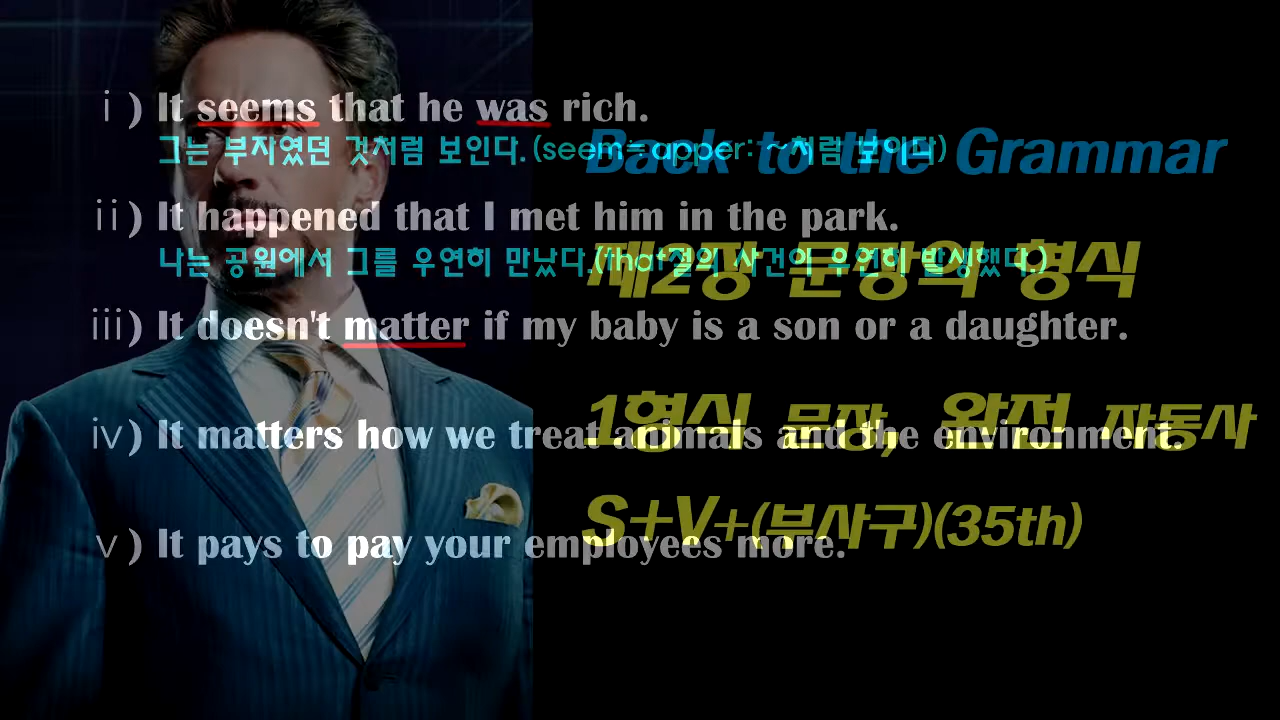 ⅰ) It seems that he was rich.
그는 부자였던 것처럼 보인다. (seem≒apper: ~처럼 보이다)
Back to the Grammar
ⅱ) It happened that I met him in the park.
나는 공원에서 그를 우연히 만났다.(that절의 사건이 우연히 발생했다.)
제2장 문장의 형식
ⅲ) It doesn't matter if my baby is a son or a daughter.
1형식 문장, 완전 자동사
ⅳ) It matters how we treat animals and the environment.
S+V+(부사구)(35th)
ⅴ) It pays to pay your employees more.